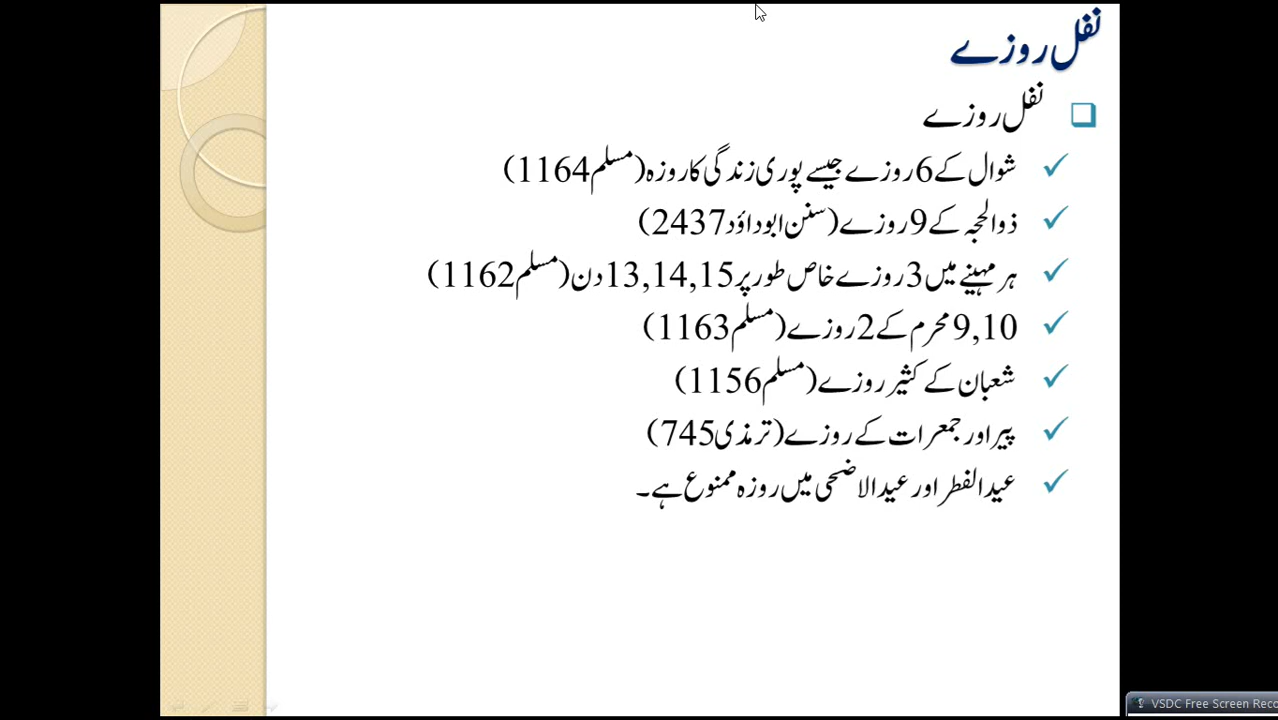 نفل روزے
نفل روزے
شوال کے 6 روزے جیسے پوری زندگی کا روزہ (مسلم 1164)
ذوالحجہ کے 9 روزے (سنن ابوداؤد 2437)
ہر مہینے میں 3 روزے خاص طور پر 13,14,15 دن (مسلم 1162)
9,10 محرم کے 2 روزے (مسلم 1163)
شعبان کے کثیر روزے (مسلم 1156)
پیر اور جمعرات کے روزے (ترمذی 745)
عیدالفطر اور عیدالاضحی میں روزہ ممنوع ہے۔
VSDC Free Screen Reco